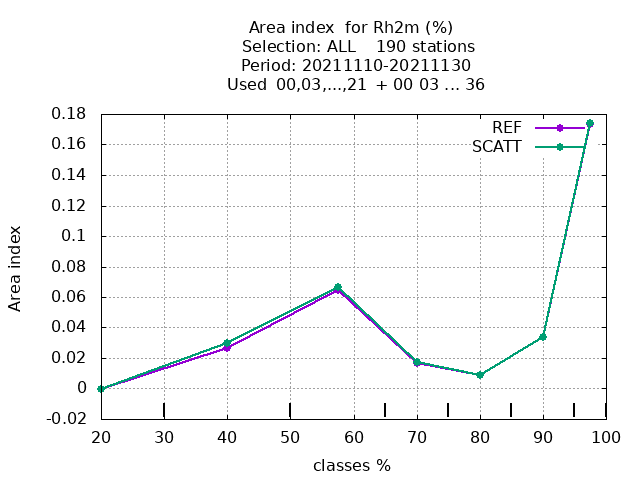 Area index  for Rh2m (%)
Selection: ALL    190 stations
Period: 20211110-20211130
Used  00,03,...,21  + 00 03 ... 36
REF
SCATT
0.18
0.16
0.14
0.12
0.1
0.08
0.06
0.04
0.02
0
-0.02
Area index
20 30 40 50 60 70 80 90 100
classes %